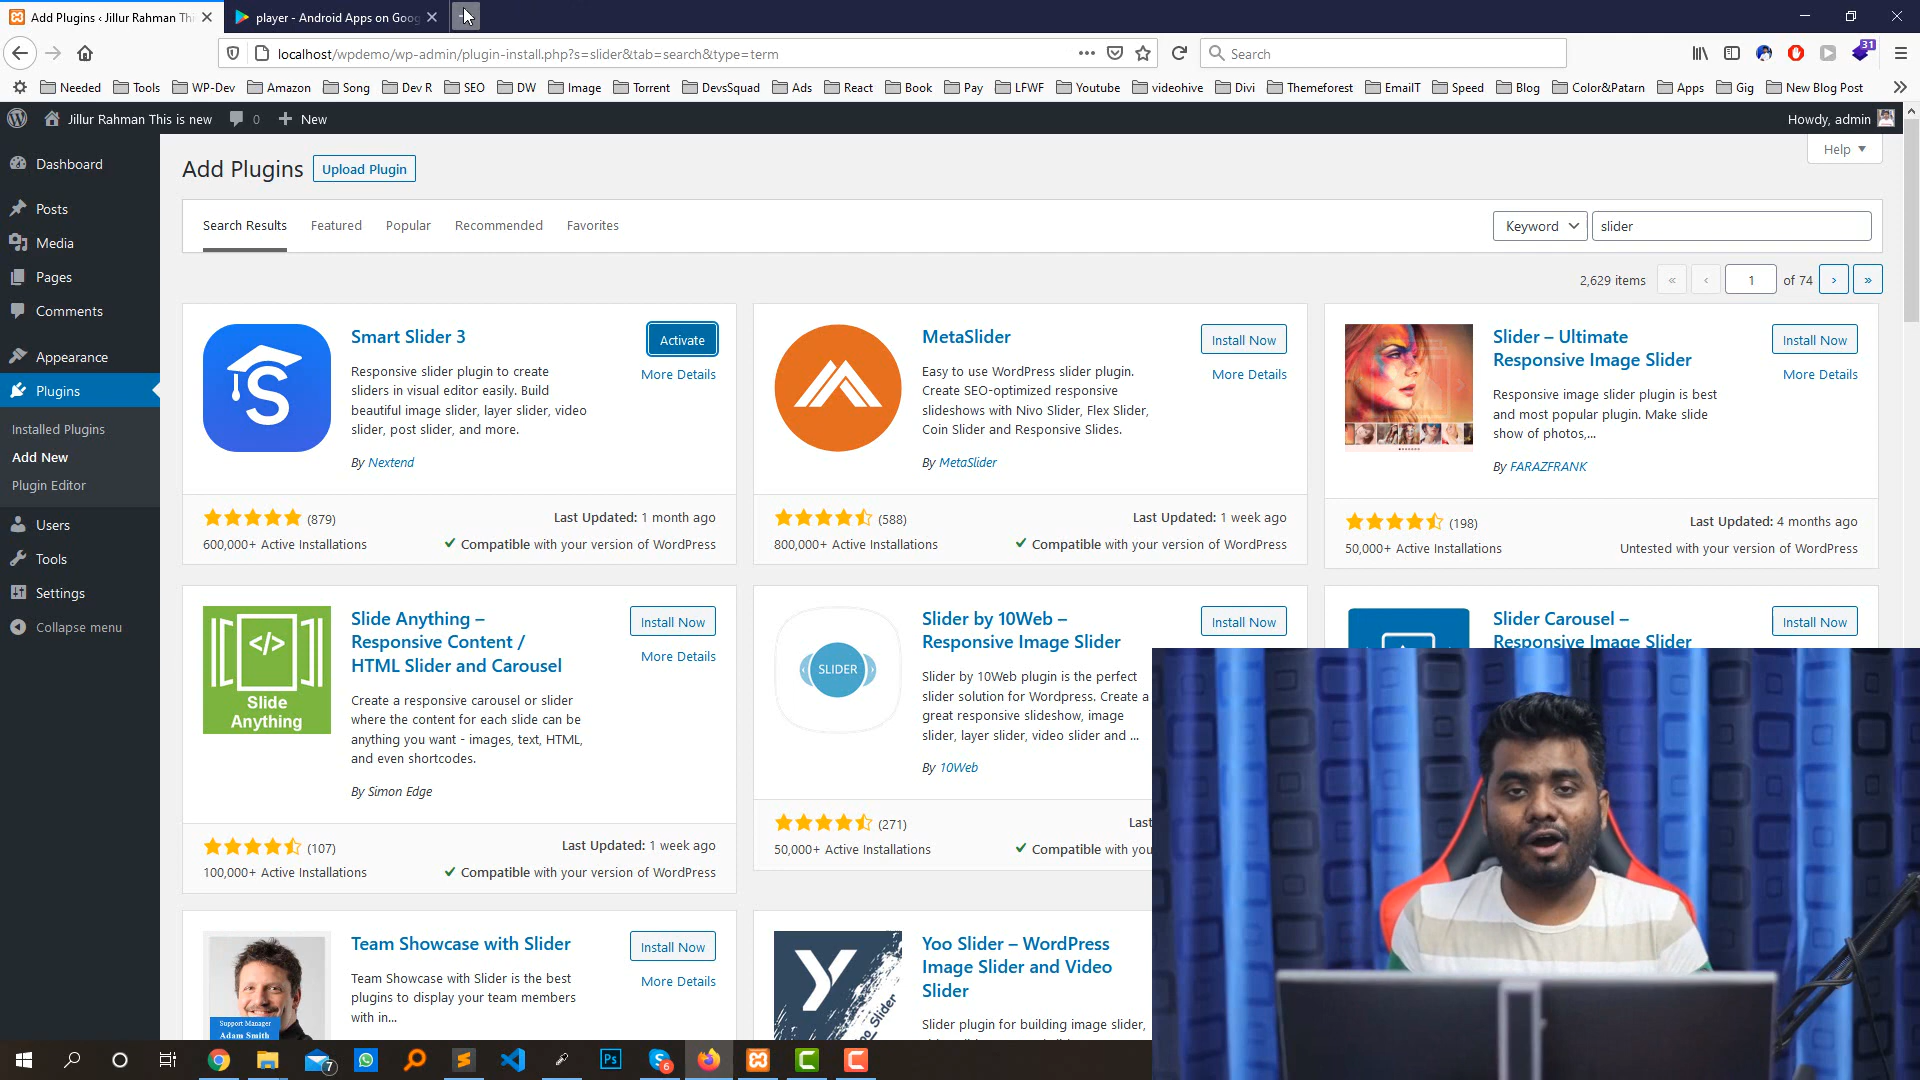 Add Plugins ‹ Jillur Rahman Thi
player - Android Apps on Goog
localhost/wpdemo/wp-admin/plugin-install.php?s=slider&tab=search&type=term
Search
31
Needed
Tools
WP-Dev
Amazon
Song
Dev R
SEO
DW
Image
Torrent
DevsSquad
Ads
React
Book
Pay
LFWF
Youtube
videohive
Divi
Themeforest
EmailT
Speed
Blog
Color&Patarn
Apps
Gig
New Blog Post
Jillur Rahman This is new
0
New
Howdy, admin
Dashboard
Posts
Media
Pages
Comments
Appearance
Plugins
Installed Plugins
Add New
Plugin Editor
Users
Tools
Settings
Collapse menu
Add Plugins
Upload Plugin
Help
Search Results
Featured
Popular
Recommended
Favorites
Keyword
slider
2,629 items
«
‹
1
of 74
›
»
Smart Slider 3
Activate
More Details
Responsive slider plugin to create
sliders in visual editor easily. Build
beautiful image slider, layer slider, video
slider, post slider, and more.
By Nextend
(879)
Last Updated: 1 month ago
600,000+ Active Installations
Compatible with your version of WordPress
MetaSlider
Install Now
More Details
Easy to use WordPress slider plugin.
Create SEO-optimized responsive
slideshows with Nivo Slider, Flex Slider,
Coin Slider and Responsive Slides.
By MetaSlider
(588)
Last Updated: 1 week ago
800,000+ Active Installations
Compatible with your version of WordPress
Slider – Ultimate
Responsive Image Slider
Install Now
More Details
Responsive image slider plugin is best
and most popular plugin. Make slide
show of photos,...
By FARAZFRANK
(198)
Last Updated: 4 months ago
50,000+ Active Installations
Untested with your version of WordPress
Slide
Anything
Slide Anything –
Responsive Content /
HTML Slider and Carousel
Install Now
More Details
Create a responsive carousel or slider
where the content for each slide can be
anything you want - images, text, HTML,
and even shortcodes.
By Simon Edge
(107)
Last Updated: 1 week ago
100,000+ Active Installations
Compatible with your version of WordPress
SLIDER
Slider by 10Web –
Responsive Image Slider
Install Now
Slider by 10Web plugin is the perfect
slider solution for Wordpress. Create a
great responsive slideshow, image
slider, layer slider, video slider and ...
By 10Web
(271)
Last
50,000+ Active Installations
Compatible with you
Slider Carousel –
Responsive Image Slider
Install Now
Support Manager
Adam Smith
Team Showcase with Slider
Install Now
More Details
Team Showcase with Slider is the best
plugins to display your team members
with in...
Yoo_Slider
Yoo Slider – WordPress
Image Slider and Video
Slider
Slider plugin for building image slider,
7
Ps
6